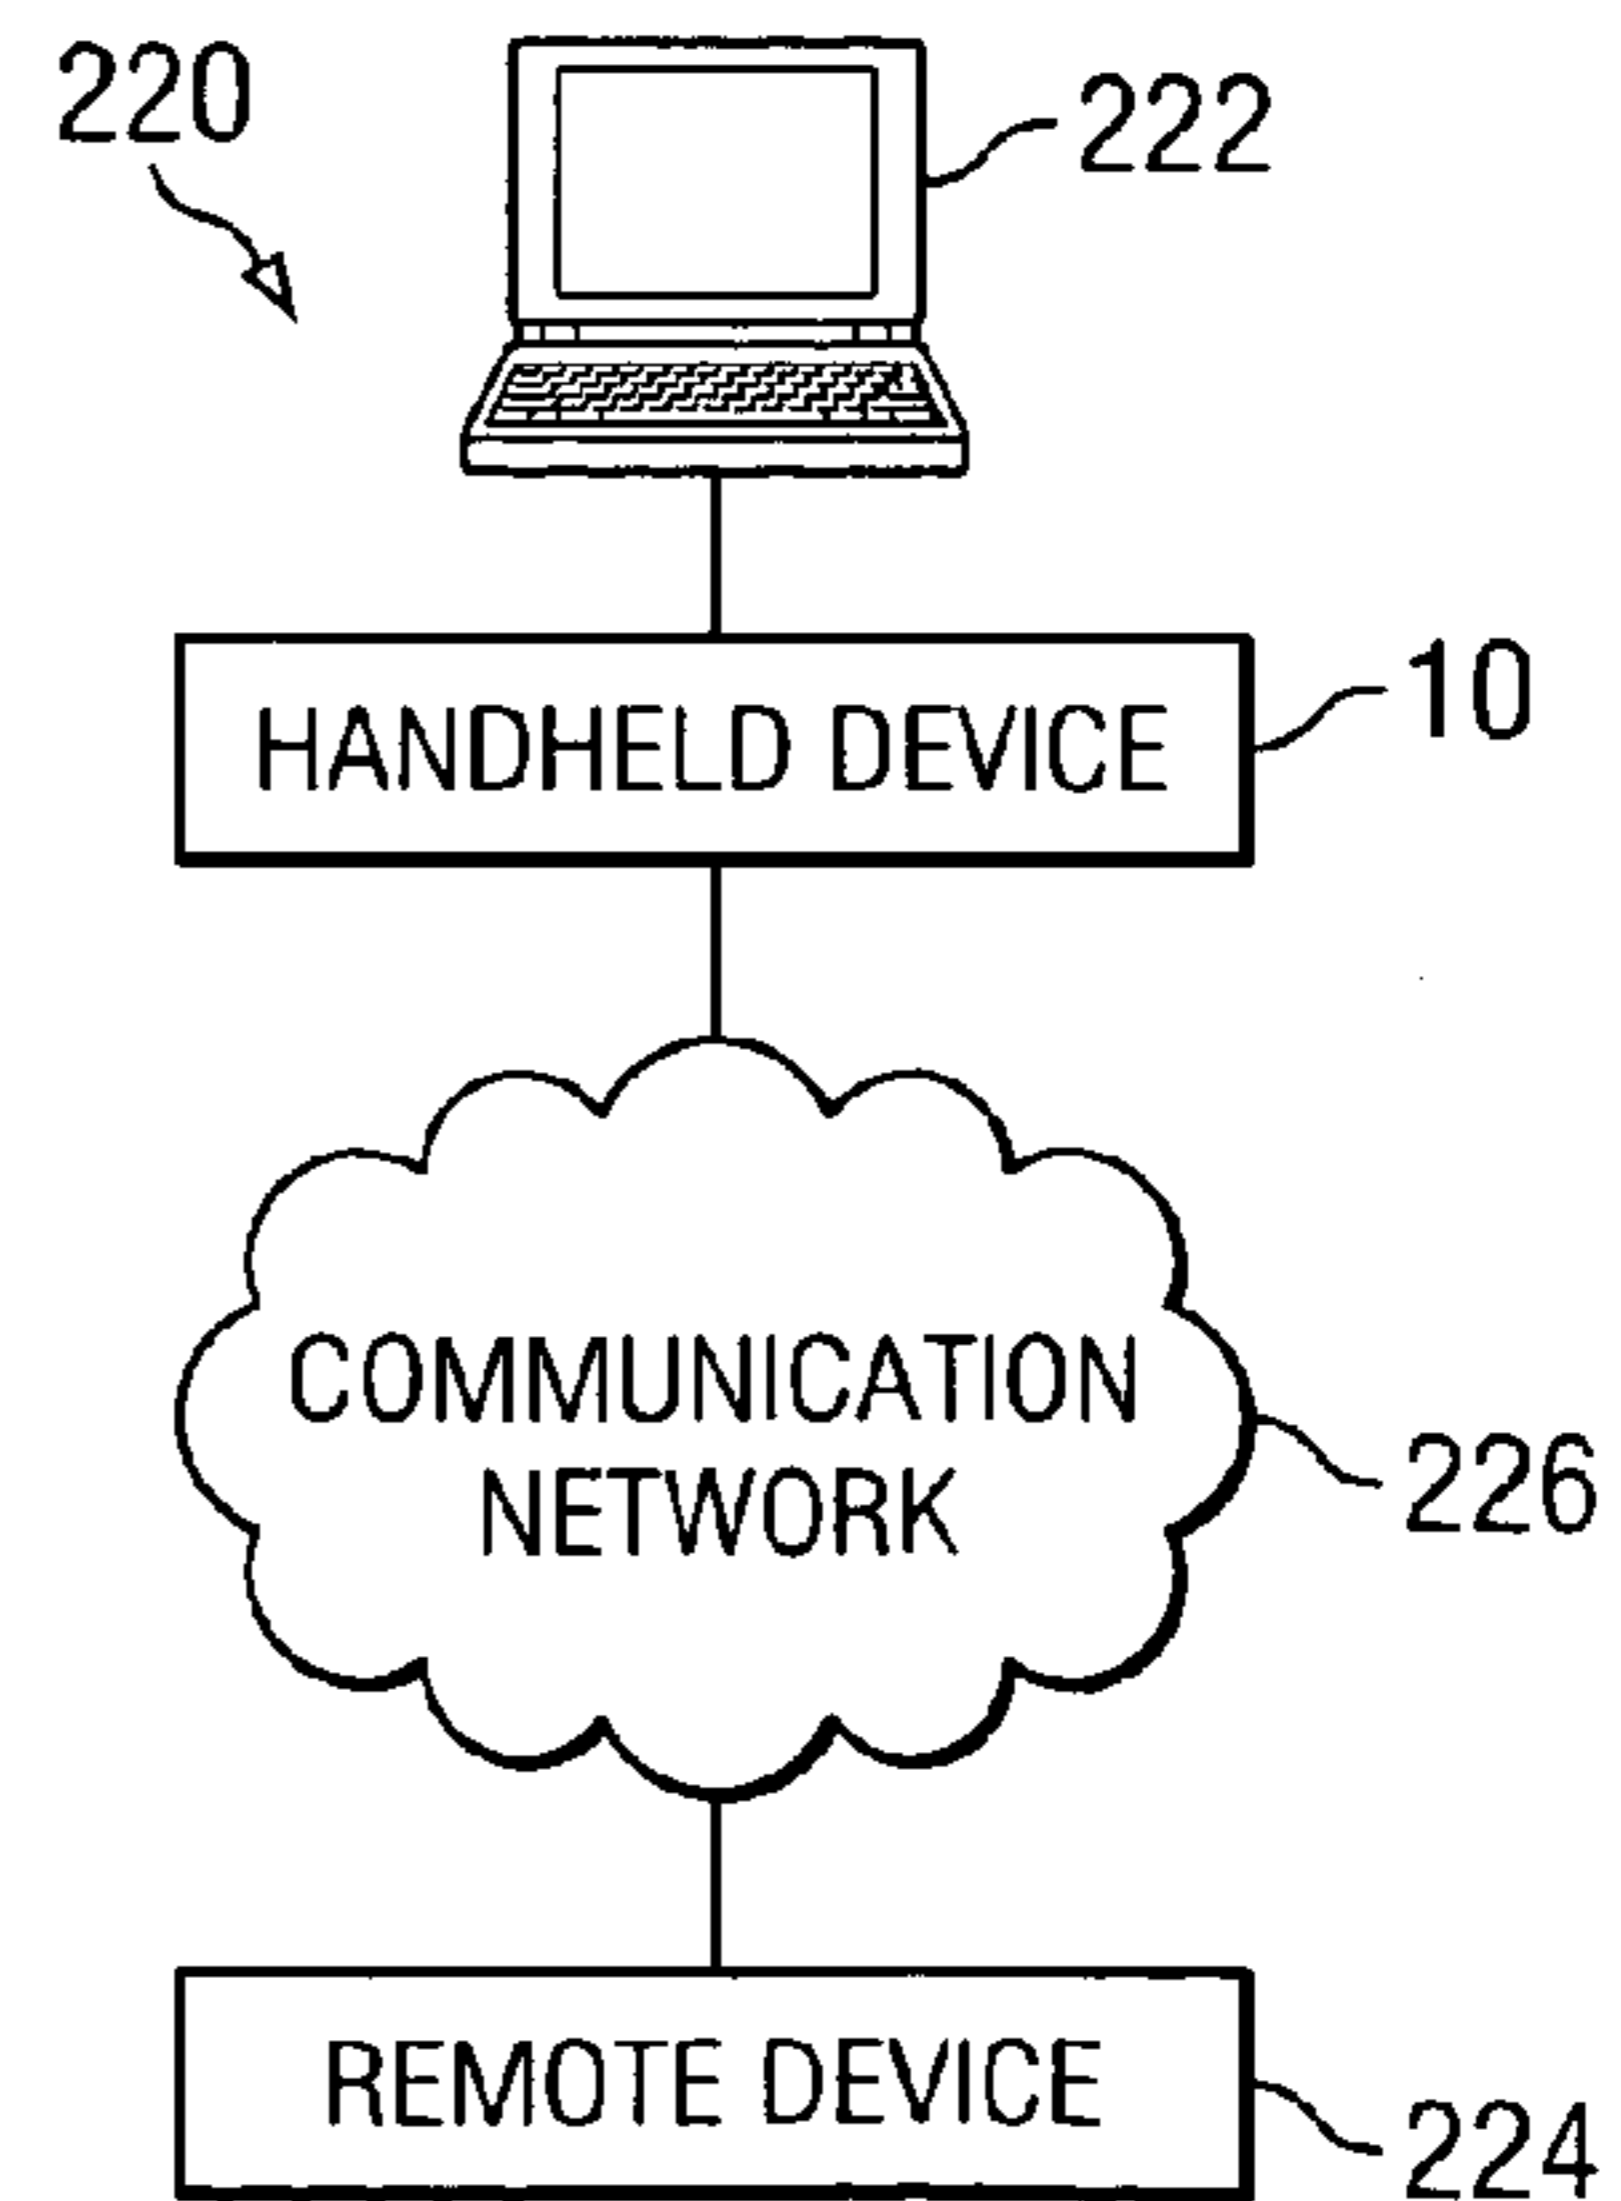 220
222
HANDHELD DEVICE
10
COMMUNICATION
NETWORK
226
REMOTE DEVICE
224